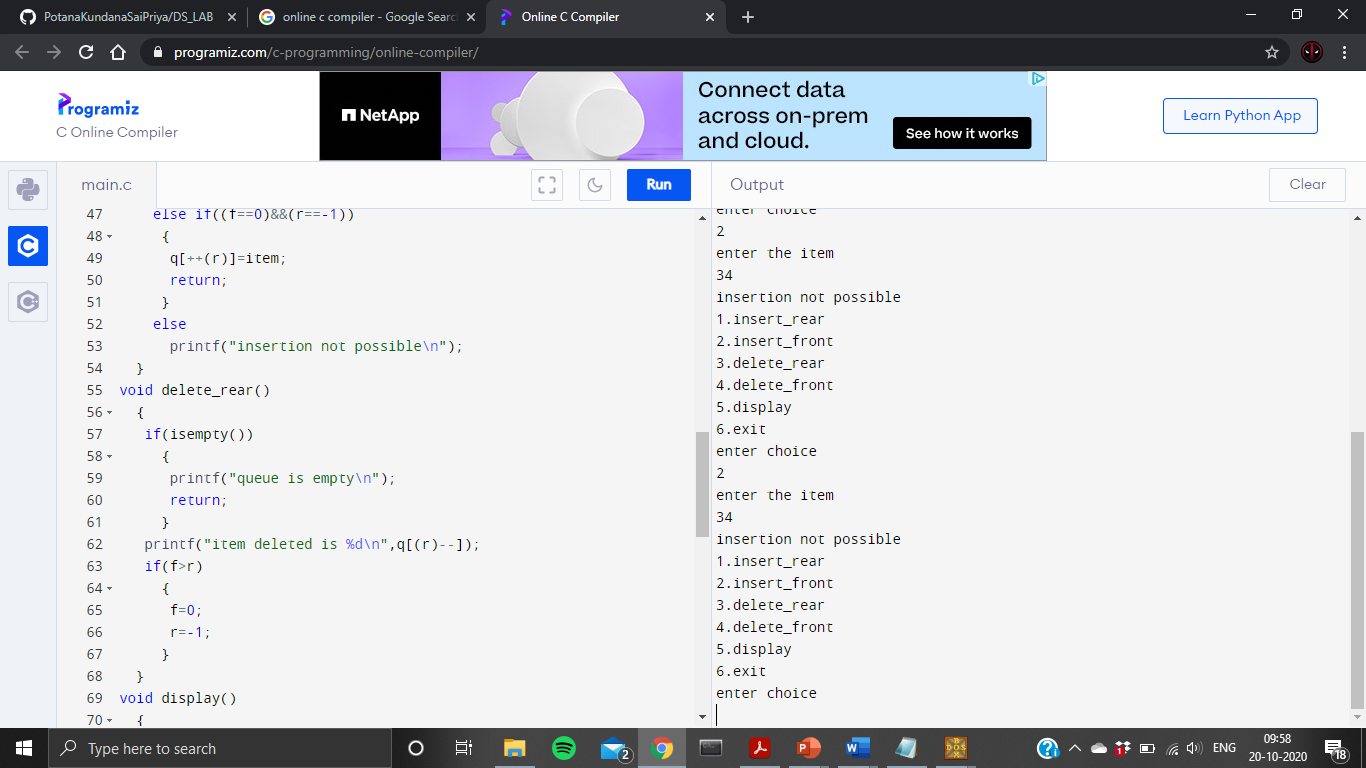 PotanaKundanaSaiPriya/DS_LAB
online c compiler - Google Searc
Online C Compiler
programiz.com/c-programming/online-compiler/
Programiz
C Online Compiler
NetApp
Connect data
across on-prem
and cloud.
See how it works
Learn Python App
main.c
Run
Output
Clear
47 else if((f==0)&&(r==-1))
48 {
49 q[++(r)]=item;
50 return;
51 }
52 else
53 printf("insertion not possible\n");
54 }
55 void delete_rear()
56 {
57 if(isempty())
58 {
59 printf("queue is empty\n");
60 return;
61 }
62 printf("item deleted is %d\n",q[(r)--]);
63 if(f>r)
64 {
65 f=0;
66 r=-1;
67 }
68 }
69 void display()
70 {
enter choice
2
enter the item
34
insertion not possible
1.insert_rear
2.insert_front
3.delete_rear
4.delete_front
5.display
6.exit
enter choice
2
enter the item
34
insertion not possible
1.insert_rear
2.insert_front
3.delete_rear
4.delete_front
5.display
6.exit
enter choice
Type here to search
2
DOS
ENG
09:58
20-10-2020
18